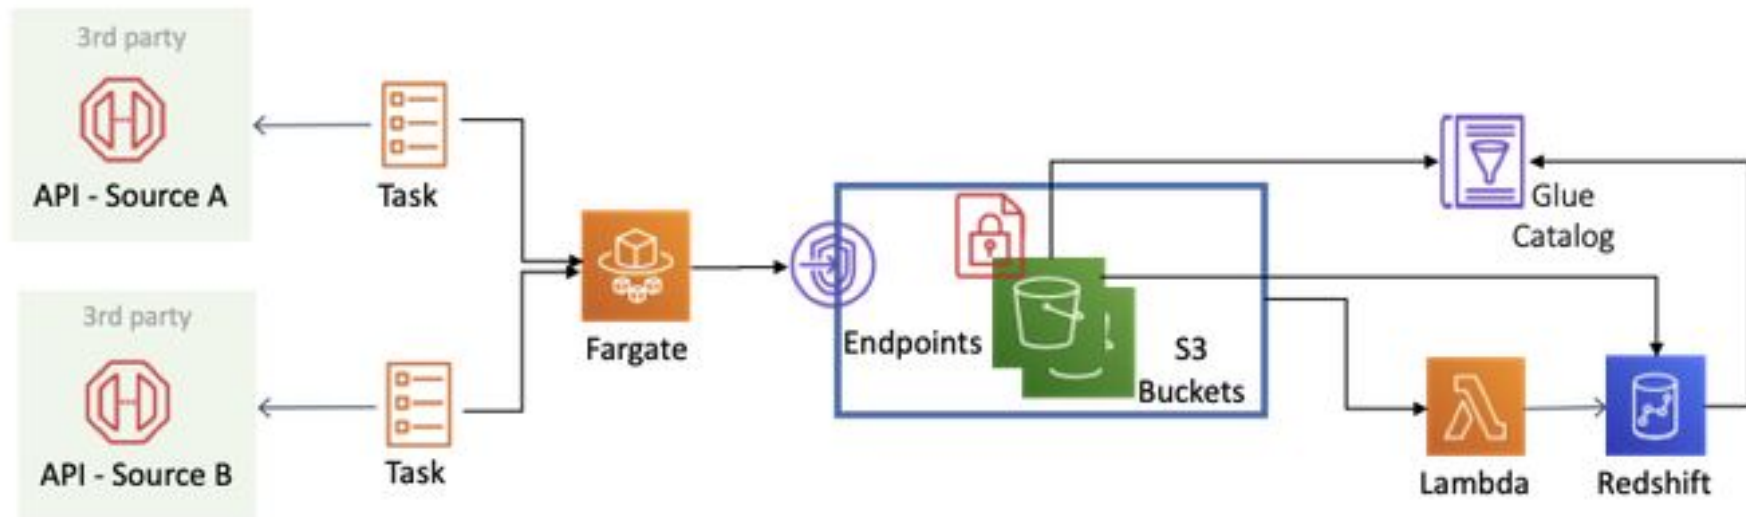 3rd party
API - Source A
Task
3rd party
API - Source B
Task
Fargate
Endpoints
S3
Buckets
Glue
Catalog
Lambda
Redshift